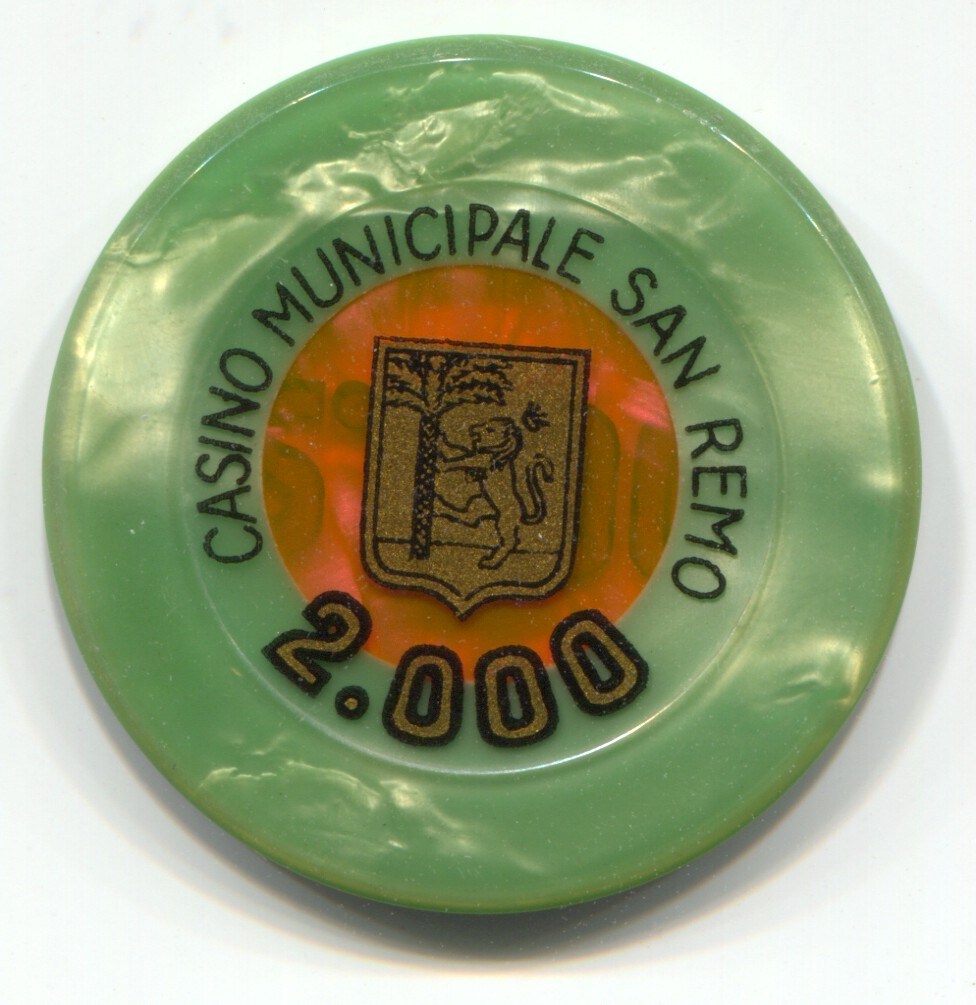 CASINO MUNICIPALE SAN REMO
2.000